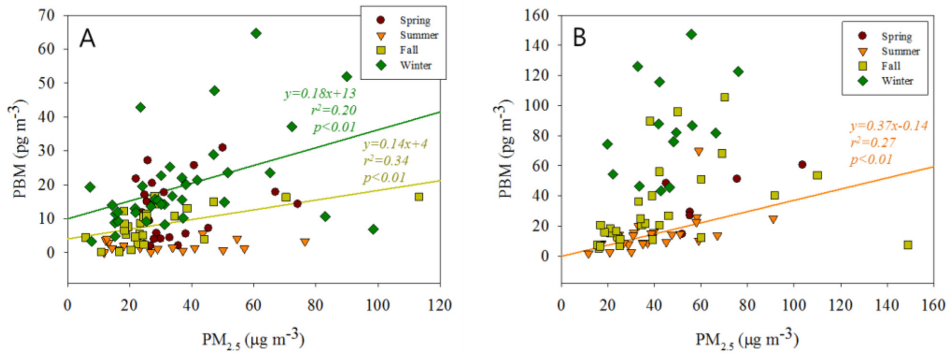 A
Spring
Summer
Fall
Winter
y=0.18x+13
r²=0.20
p<0.01
y=0.14x+4
r²=0.34
p<0.01
PBM (pg m⁻³)
70
60
50
40
30
20
10
0
0 20 40 60 80 100 120
PM₂.₅ (µg m⁻³)
B
Spring
Summer
Fall
Winter
y=0.37x-0.14
r²=0.27
p<0.01
PBM (pg m⁻³)
160
140
120
100
80
60
40
20
0
0 20 40 60 80 100 120 140 160
PM₂.₅ (µg m⁻³)